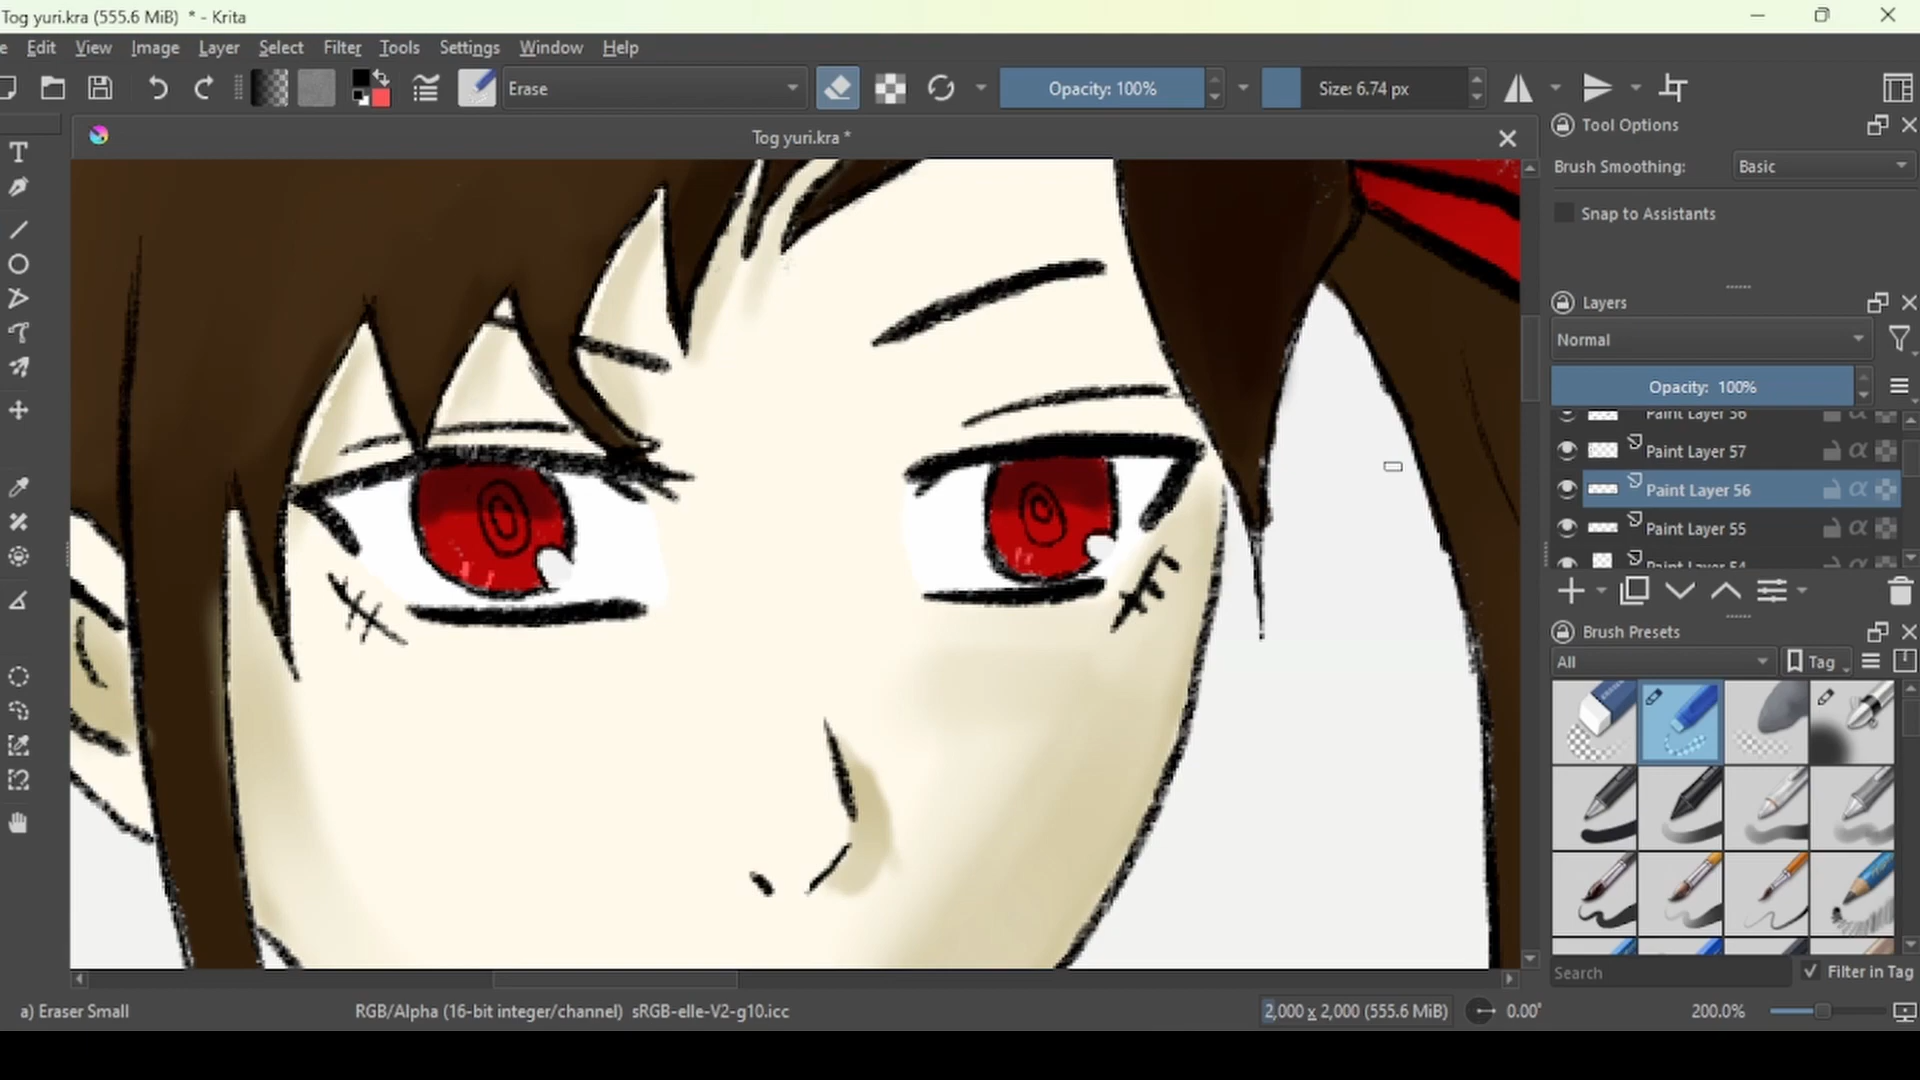 Tog yuri.kra (555.6 MiB) * - Krita
e Edit View Image Layer Select Filter Tools Settings Window Help
Erase
Opacity: 100%
Size: 6.74 px
Tog yuri.kra *
Tool Options
Brush Smoothing: Basic
Snap to Assistants
Layers
Normal
Opacity: 100%
Paint Layer 56
Paint Layer 57
Paint Layer 56
Paint Layer 55
Paint Layer 54
Brush Presets
All
Tag
Search
Filter in Tag
a) Eraser Small
RGB/Alpha (16-bit integer/channel) sRGB-elle-V2-g10.icc
2,000 x 2,000 (555.6 MiB)
0.00°
200.0%